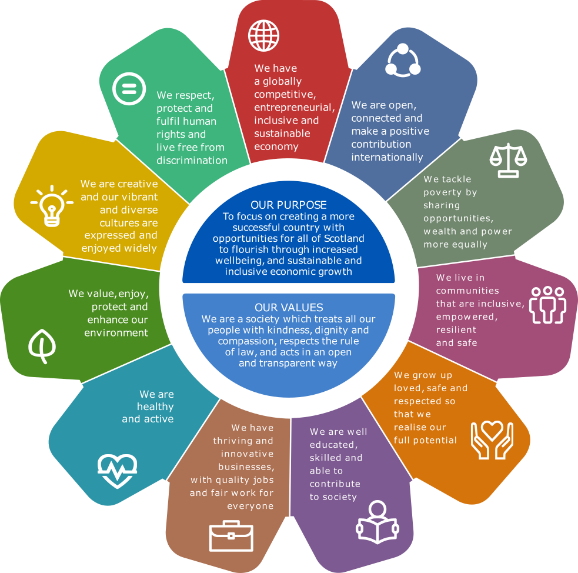 We have
a globally
competitive,
entrepreneurial,
inclusive and
sustainable
economy
We are open,
connected and
make a positive
contribution
internationally
We tackle
poverty by
sharing
opportunities,
wealth and power
more equally
We live in
communities
that are inclusive,
empowered,
resilient
and safe
We grow up
loved, safe and
respected so
that we
realise our
full potential
We are well
educated,
skilled and
able to
contribute
to society
We have
thriving and
innovative
businesses,
with quality jobs
and fair work for
everyone
We are
healthy
and active
We value, enjoy,
protect and
enhance our
environment
We are creative
and our vibrant
and diverse
cultures are
expressed and
enjoyed widely
We respect,
protect and
fulfil human
rights and
live free from
discrimination
OUR PURPOSE
To focus on creating a more
successful country with
opportunities for all of Scotland
to flourish through increased
wellbeing, and sustainable and
inclusive economic growth
OUR VALUES
We are a society which treats all our
people with kindness, dignity and
compassion, respects the rule
of law, and acts in an open
and transparent way